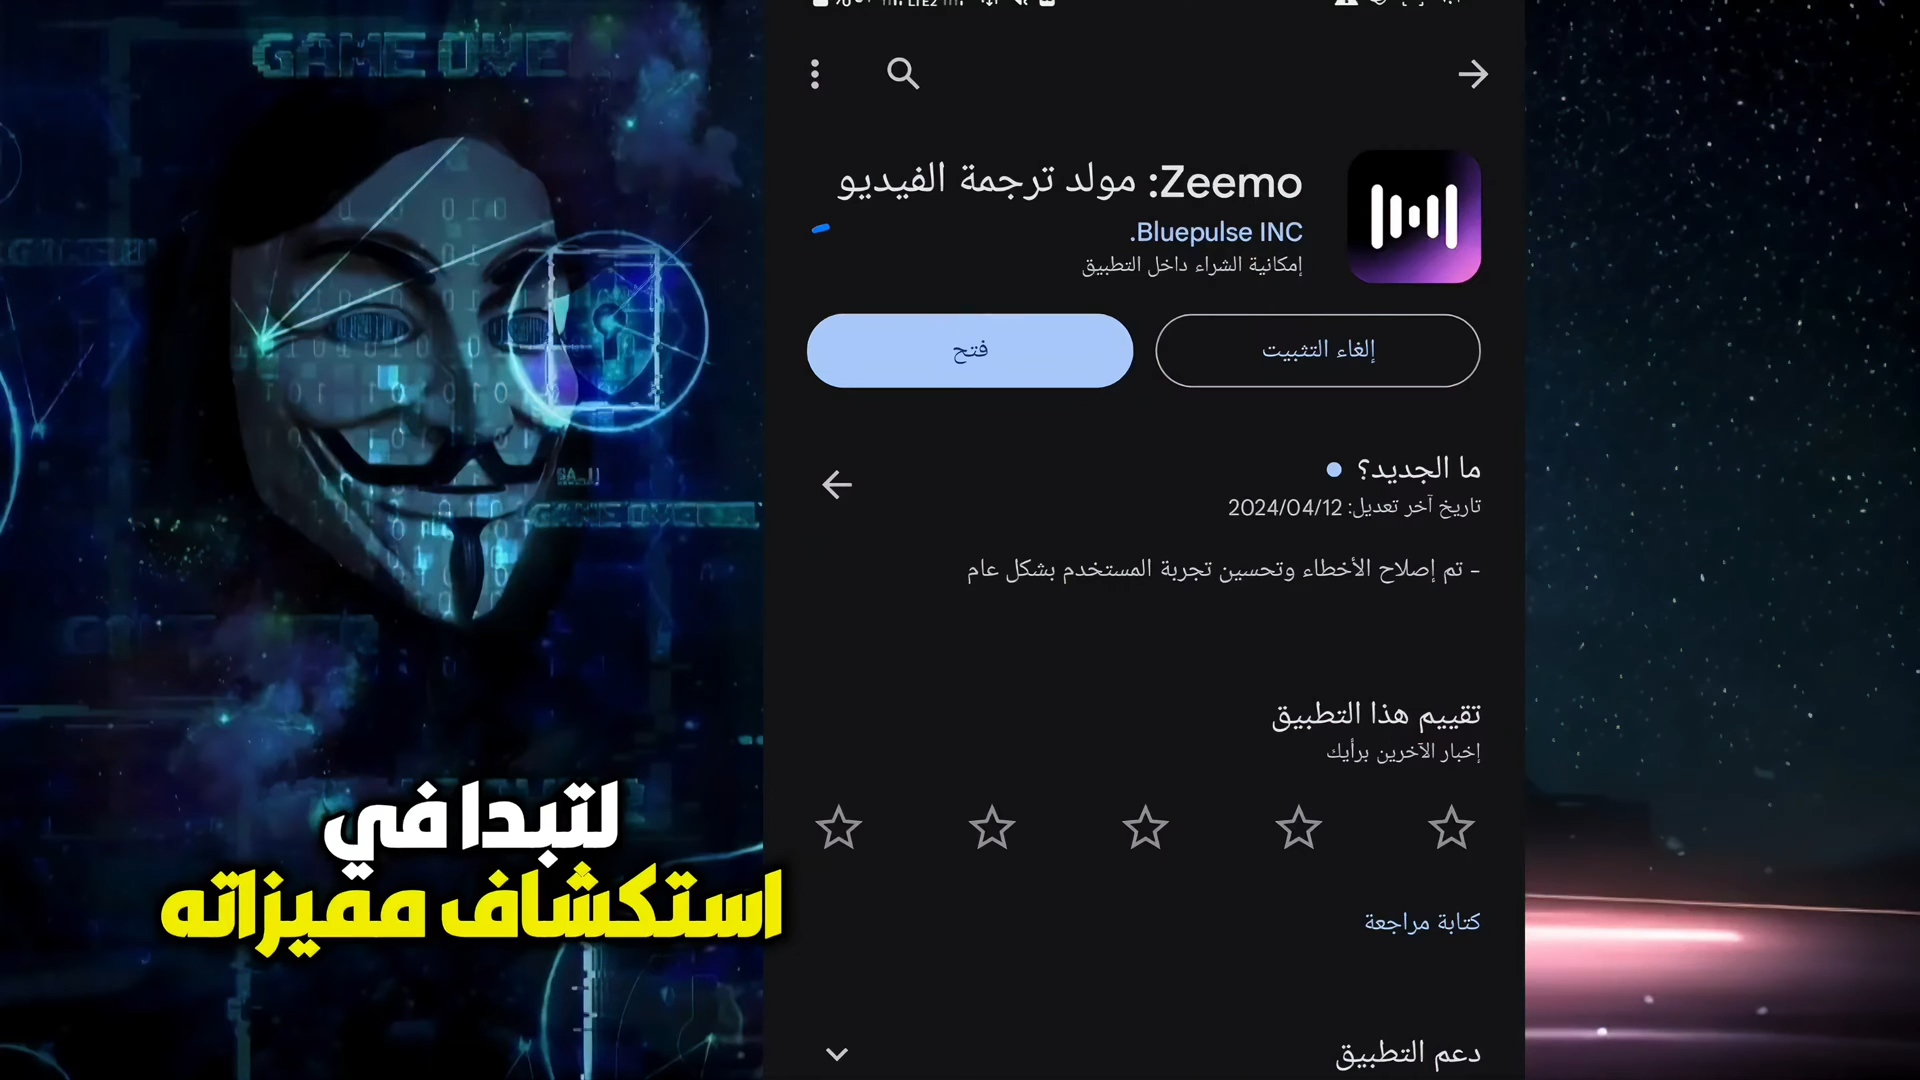 GAME OVE
Zeemo: مولد ترجمة الفيديو
Bluepulse INC.
إمكانية الشراء داخل التطبيق
إلغاء التثبيت
فتح
ما الجديد؟
تاريخ آخر تعديل: 2024/04/12
- تم إصلاح الأخطاء وتحسين تجربة المستخدم بشكل عام
تقييم هذا التطبيق
إخبار الآخرين برأيك
كتابة مراجعة
دعم التطبيق
لتبدا في
استكشاف مميزاته